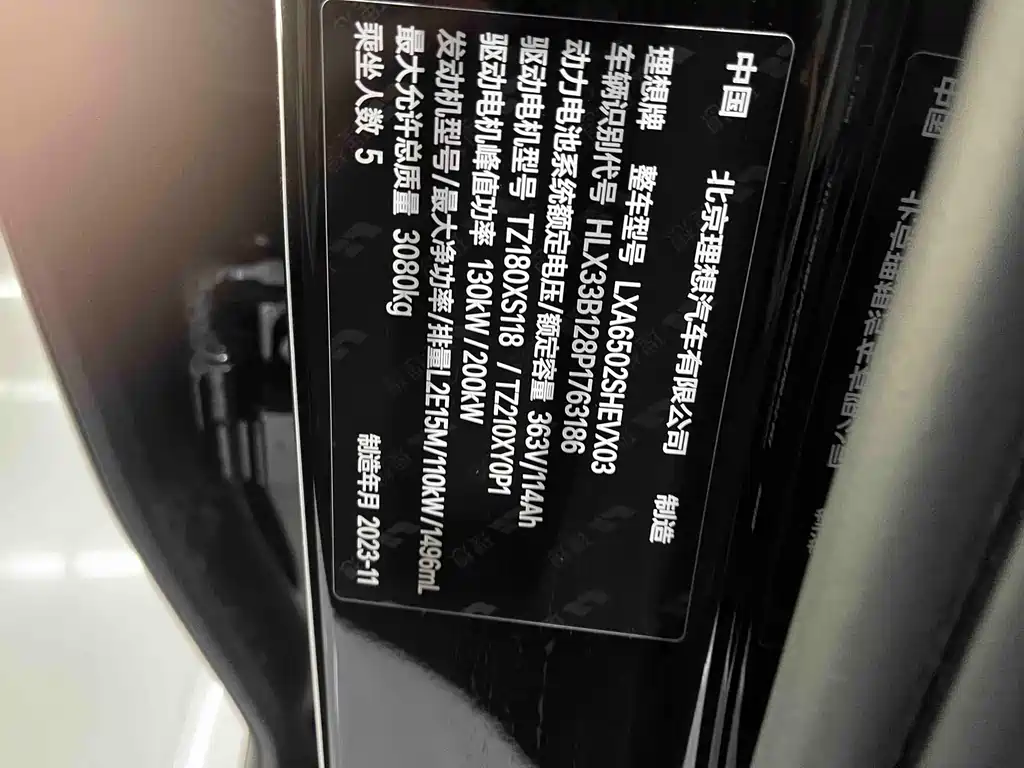 中国 北京理想汽车有限公司 制造
理想牌 整车型号 LXA6502SHEVX03
车辆识别代号 HLX33B128P1763186
动力电池系统额定电压/额定容量 363V/114Ah
驱动电机型号 TZ180XS118 / TZ210XY0P1
驱动电机峰值功率 130kW / 200kW
发动机型号/最大净功率/排量L2E15M/110kW/1496mL
最大允许总质量 3080kg
乘坐人数 5 制造年月 2023-11